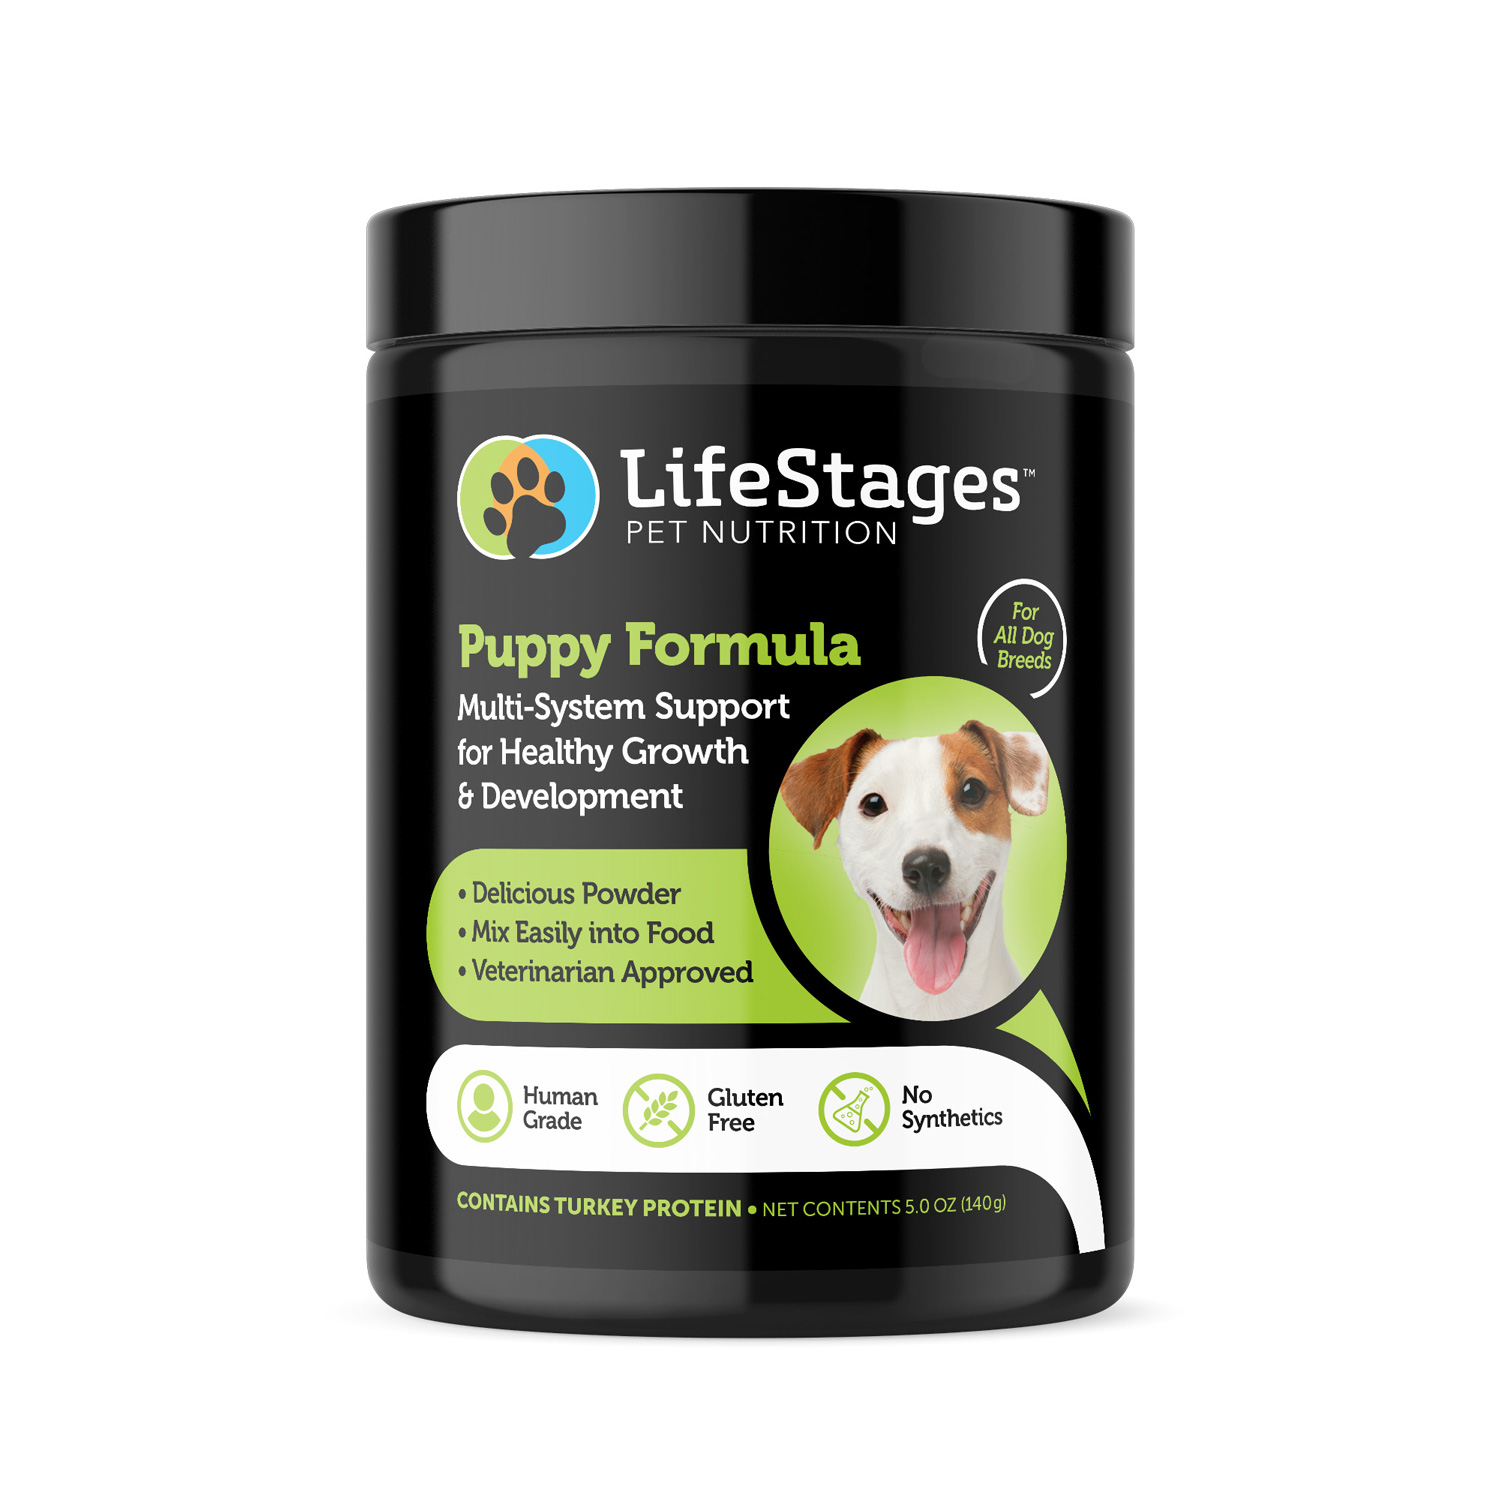 LifeStages™
PET NUTRITION
For
All Dog
Breeds
Puppy Formula
Multi-System Support
for Healthy Growth
& Development
• Delicious Powder
• Mix Easily into Food
• Veterinarian Approved
Human
Grade
Gluten
Free
No
Synthetics
CONTAINS TURKEY PROTEIN • NET CONTENTS 5.0 OZ (140g)